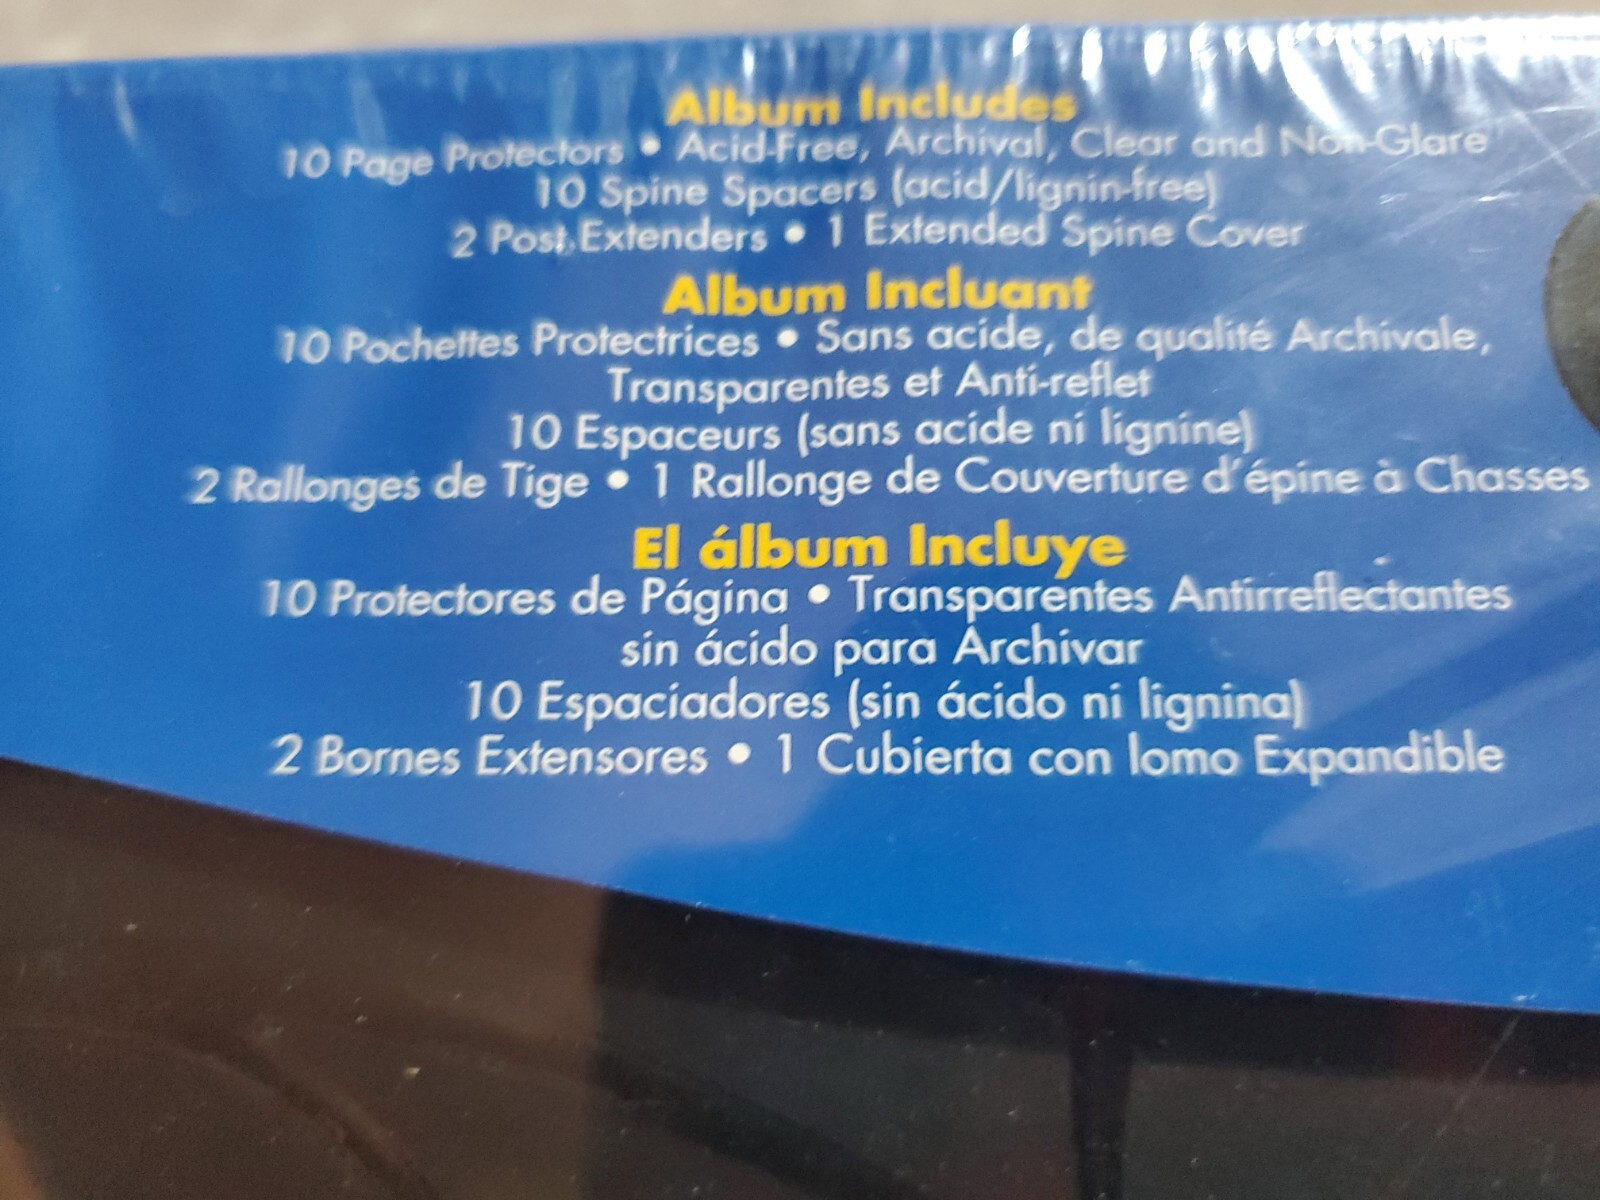 Album Includes
10 Page Protectors • Acid-Free, Archival, Clear and Non-Glare
10 Spine Spacers (acid/lignin-free)
2 Post Extenders • 1 Extended Spine Cover
Album Incluant
10 Pochettes Protectrices • Sans acide, de qualité Archivale,
Transparentes et Anti-reflet
10 Espaceurs (sans acide ni lignine)
2 Rallonges de Tige • 1 Rallonge de Couverture d'épine à Chasses
El álbum Incluye
10 Protectores de Página • Transparentes Antirreflectantes
sin ácido para Archivar
10 Espaciadores (sin ácido ni lignina)
2 Bornes Extensores • 1 Cubierta con lomo Expandible